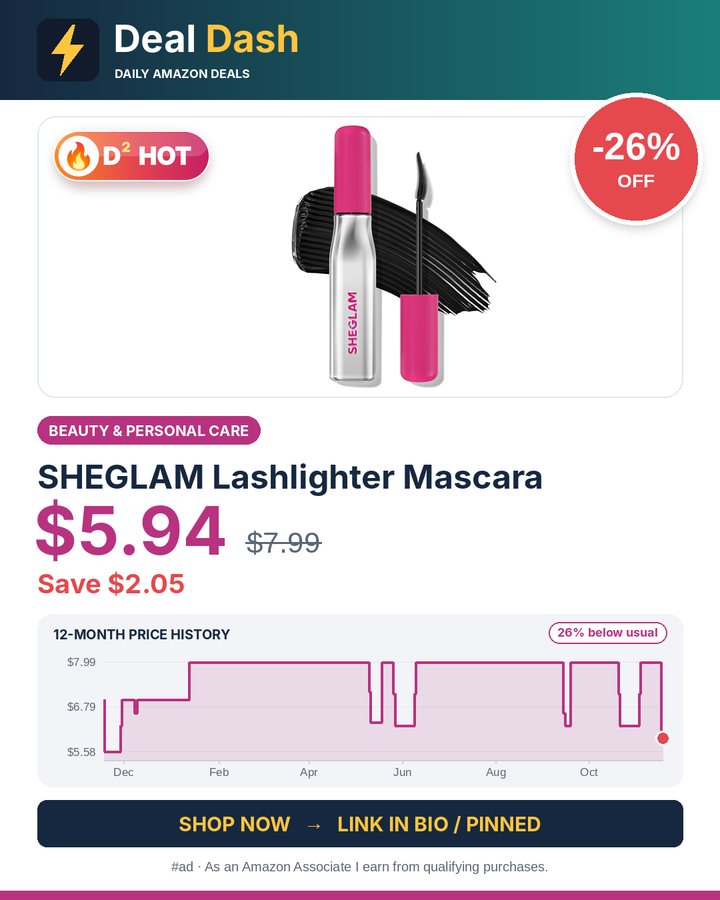 Deal Dash
DAILY AMAZON DEALS
-26%
OFF
D² HOT
SHEGLAM
BEAUTY & PERSONAL CARE
SHEGLAM Lashlighter Mascara
$5.94 $7.99
Save $2.05
12-MONTH PRICE HISTORY
26% below usual
$7.99
$6.79
$5.58
Dec Feb Apr Jun Aug Oct
SHOP NOW → LINK IN BIO / PINNED
#ad · As an Amazon Associate I earn from qualifying purchases.